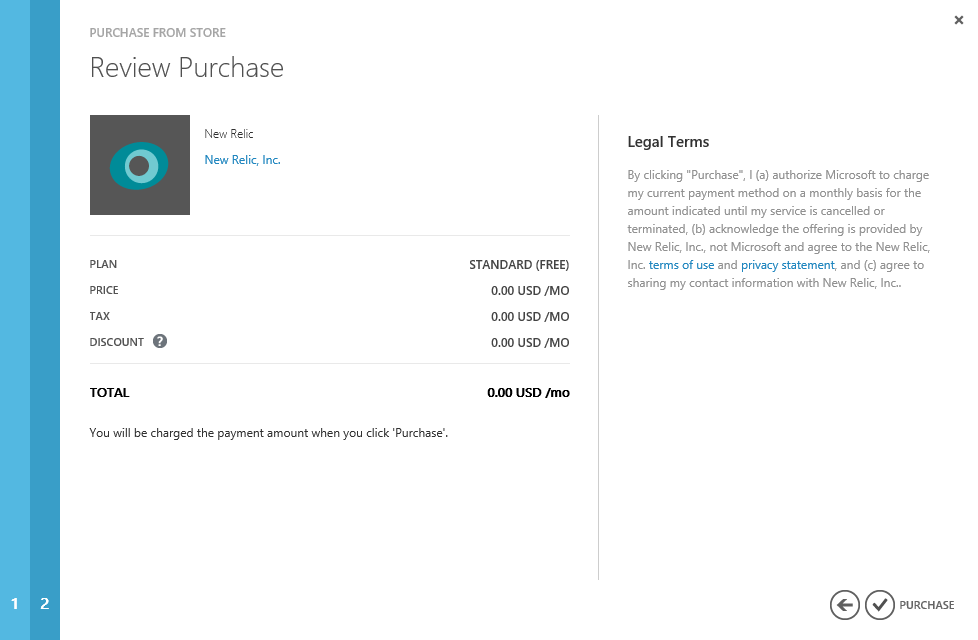 PURCHASE FROM STORE
Review Purchase
New Relic
New Relic, Inc.
PLAN STANDARD (FREE)
PRICE 0.00 USD /MO
TAX 0.00 USD /MO
DISCOUNT ? 0.00 USD /MO
TOTAL 0.00 USD /mo
You will be charged the payment amount when you click 'Purchase'.
Legal Terms
By clicking "Purchase", I (a) authorize Microsoft to charge
my current payment method on a monthly basis for the
amount indicated until my service is cancelled or
terminated, (b) acknowledge the offering is provided by
New Relic, Inc., not Microsoft and agree to the New Relic,
Inc. terms of use and privacy statement, and (c) agree to
sharing my contact information with New Relic, Inc..
1 2
PURCHASE